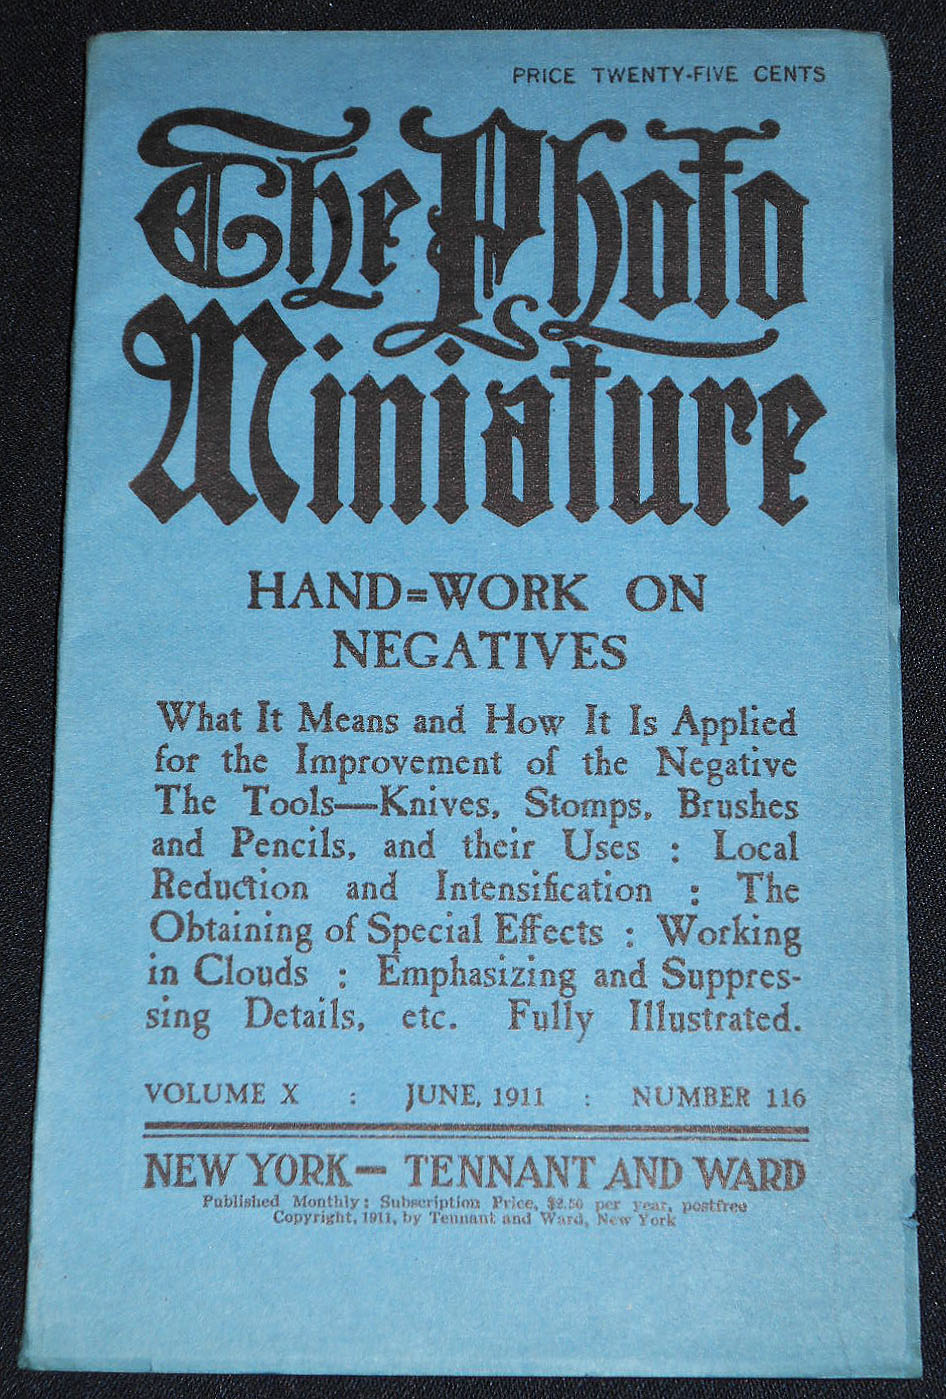 PRICE TWENTY-FIVE CENTS
The Photo
Miniature
HAND=WORK ON
NEGATIVES
What It Means and How It Is Applied
for the Improvement of the Negative
The Tools—Knives, Stomps, Brushes
and Pencils, and their Uses : Local
Reduction and Intensification : The
Obtaining of Special Effects : Working
in Clouds : Emphasizing and Suppres-
sing Details, etc. Fully Illustrated.
VOLUME X : JUNE, 1911 : NUMBER 116
NEW YORK— TENNANT AND WARD
Published Monthly: Subscription Price, $2.50 per year, postfree
Copyright, 1911, by Tennant and Ward, New York